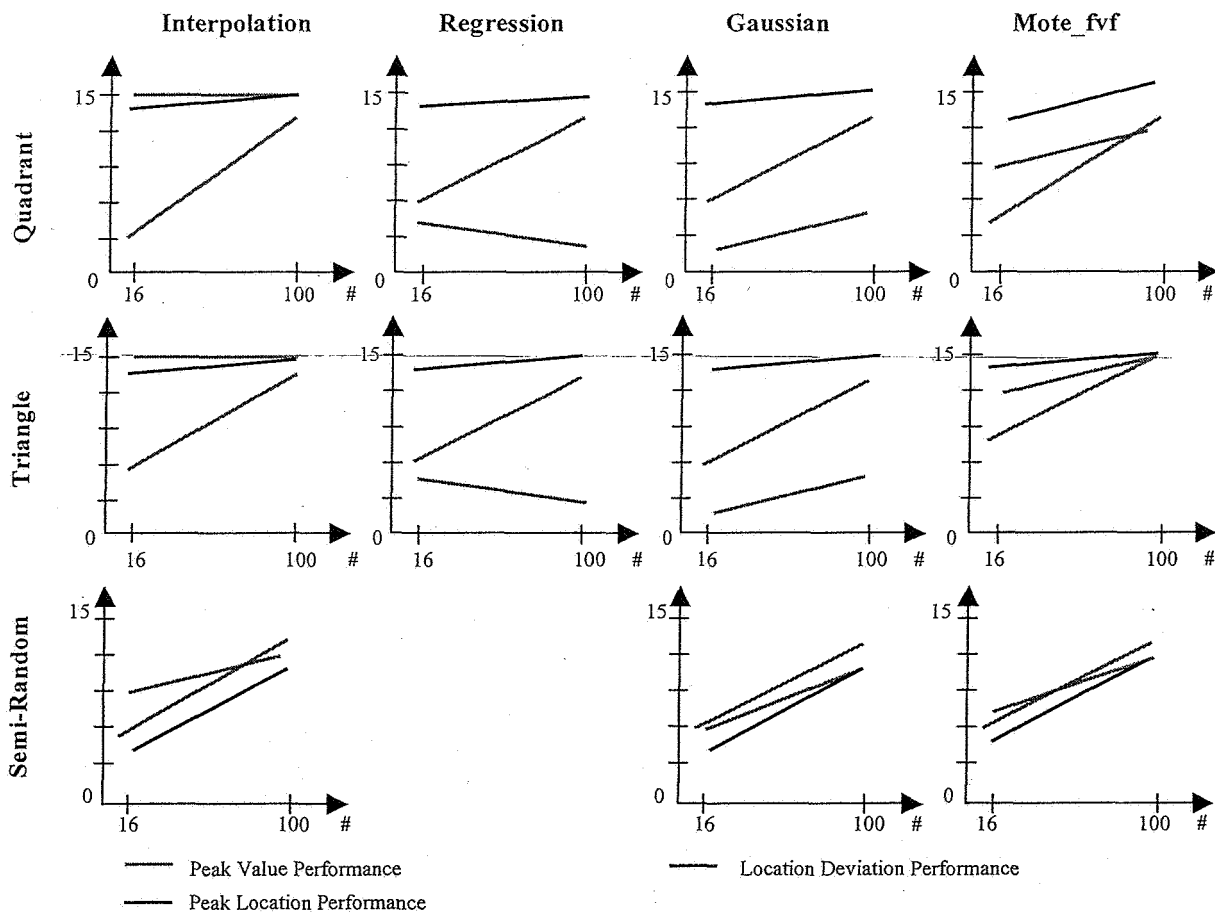 Interpolation Regression Gaussian Mote_fvf
Quadrant
15 15 15 15
0 0 0 0
16 100 # 16 100 # 16 100 # 16 100 #
Triangle
15 15 15 15
0 0 0 0
16 100 # 16 100 # 16 100 # 16 100 #
Semi-Random
15 15 15
0 0 0
16 100 # 16 100 # 16 100 #
Peak Value Performance Location Deviation Performance
Peak Location Performance